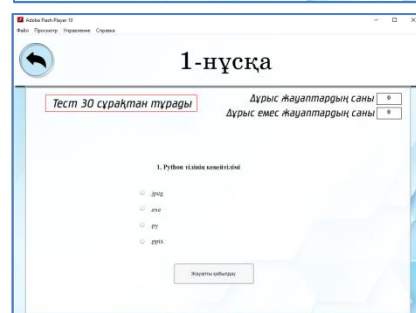 Adobe Flash Player 10
Файл Просмотр Управление Справка
1-нұсқа
Тест 30 сұрақтан тұрады
Дұрыс жауаптардың саны 0
Дұрыс емес жауаптардың саны 0
1. Python тілінің кеңейтілімі
.jpag
.exe
.py
.pptx
Жауапты қабылдау